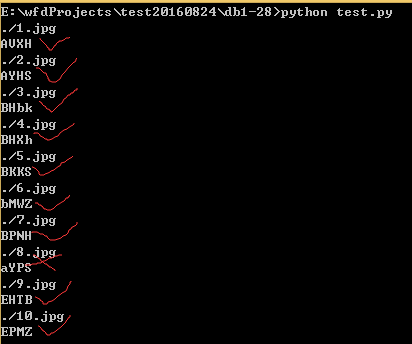 E:\wfdProjects\test20160824\db1-28>python test.py
./1.jpg
AVXH
./2.jpg
AYHS
./3.jpg
BHbk
./4.jpg
BHXh
./5.jpg
BKKS
./6.jpg
bMWZ
./7.jpg
BPNH
./8.jpg
aYPS
./9.jpg
EHTB
./10.jpg
EPMZ